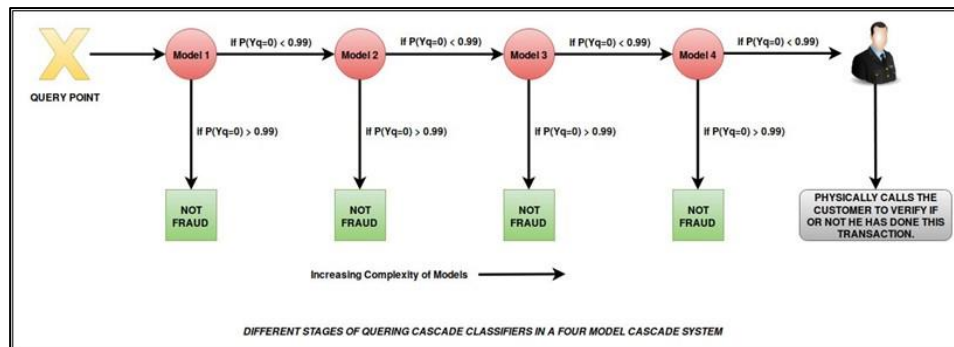 if P(Yq=0) < 0.99)
if P(Yq=0) < 0.99)
if P(Yq=0) < 0.99)
if P(Yq=0) < 0.99)
Model 1
Model 2
Model 3
Model 4
QUERY POINT
if P(Yq=0) > 0.99)
if P(Yq=0) > 0.99)
if P(Yq=0) > 0.99)
if P(Yq=0) > 0.99)
NOT
FRAUD
NOT
FRAUD
NOT
FRAUD
NOT
FRAUD
PHYSICALLY CALLS THE
CUSTOMER TO VERIFY IF
OR NOT HE HAS DONE THIS
TRANSACTION.
Increasing Complexity of Models
DIFFERENT STAGES OF QUERING CASCADE CLASSIFIERS IN A FOUR MODEL CASCADE SYSTEM